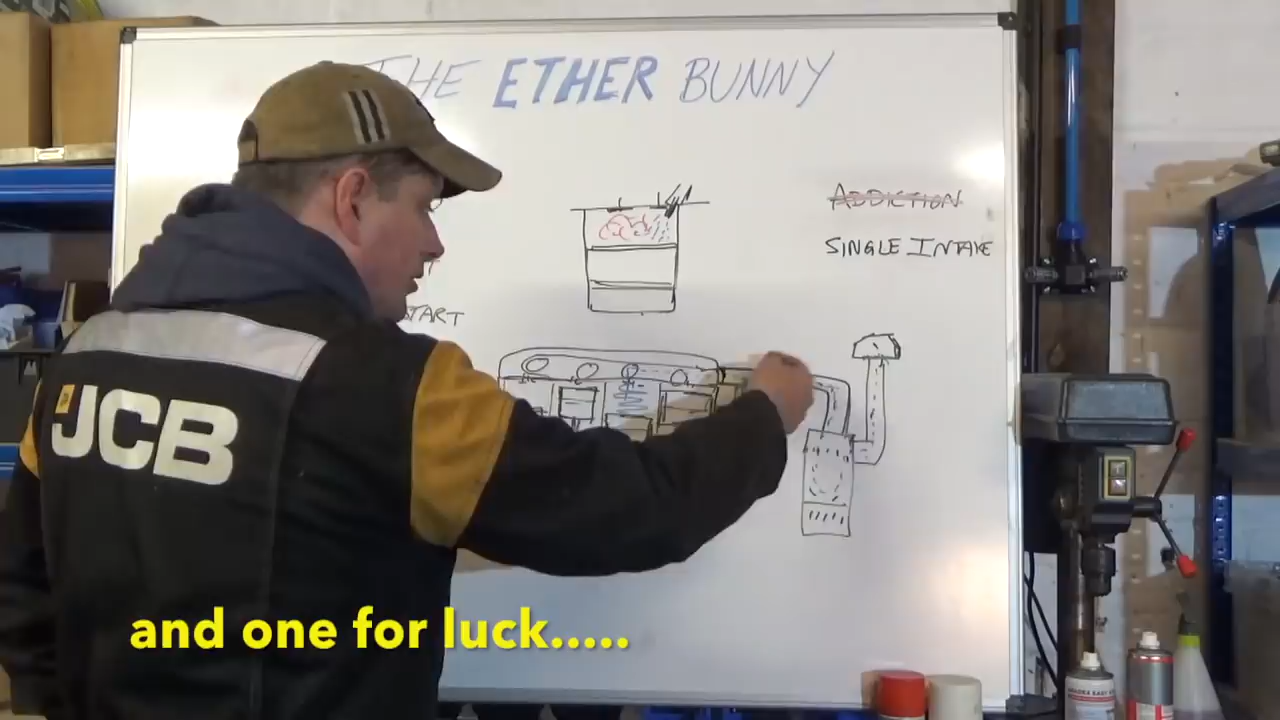 THE ETHER BUNNY
ADDICTION
SINGLE INTAKE
START
JCB
and one for luck.....